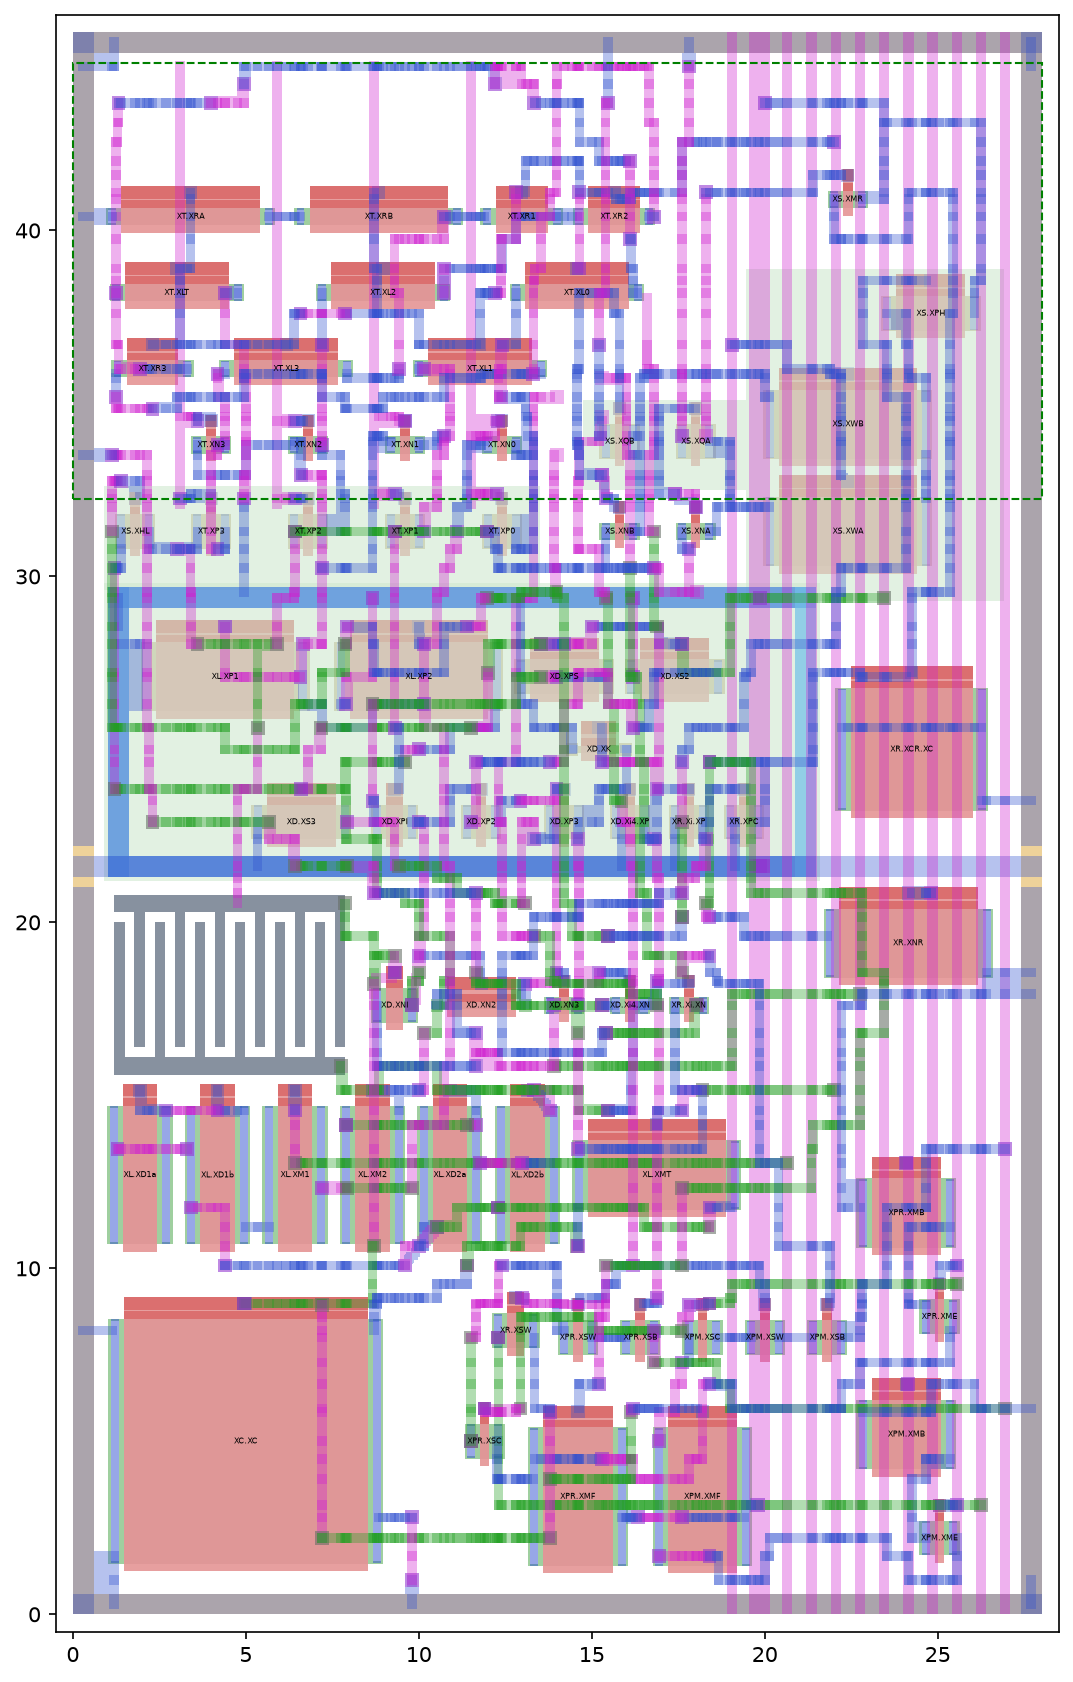 40
30
20
10
0
0 5 10 15 20 25
XS.XMR
XT.XRA XT.XRB XT.XR1 XT.XR2
XS.XPH
XT.XLT XT.XL2 XT.XL0
XT.XR3 XT.XL3 XT.XL1
XS.XWB
XT.XN3 XT.XN2 XT.XN1 XT.XN0 XS.XQB XS.XQA
XS.XHL XT.XP3 XT.XP2 XT.XP1 XT.XP0 XS.XNB XS.XNA XS.XWA
XL.XP1 XL.XP2 XD.XPS XD.XS2
XD.XK XR.XCR.XC
XD.XS3 XD.XPI XD.XP2 XD.XP3 XD.Xi4.XP XR.Xi.XP XR.XPC
XR.XNR
XD.XNI XD.XN2 XD.XN3 XD.Xi4.XN XR.Xi.XN
XL.XD1a XL.XD1b XL.XM1 XL.XM2 XL.XD2a XL.XD2b XL.XMT
XPR.XMB
XPR.XME
XR.XSW XPR.XSW XPR.XSB XPM.XSC XPM.XSW XPM.XSB
XC.XC XPR.XSC XPM.XMB
XPR.XMF XPM.XMF
XPM.XME